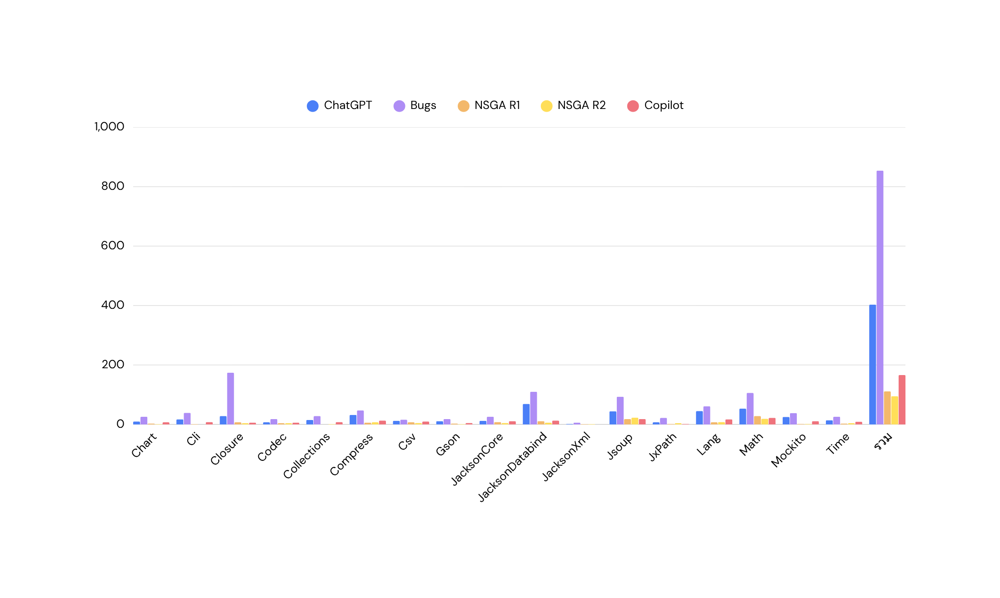 ChatGPT Bugs NSGA R1 NSGA R2 Copilot
1,000
800
600
400
200
0
Chart
Cli
Closure
Codec
Collections
Compress
Csv
Gson
JacksonCore
JacksonDatabind
JacksonXml
Jsoup
JxPath
Lang
Math
Mockito
Time
รวม